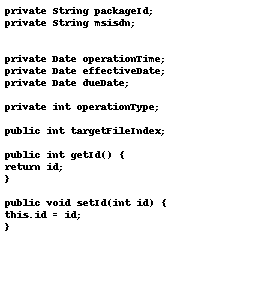 private String packageId;
private String msisdn;
private Date operationTime;
private Date effectiveDate;
private Date dueDate;
private int operationType;
public int targetFileIndex;
public int getId() {
return id;
}
public void setId(int id) {
this.id = id;
}